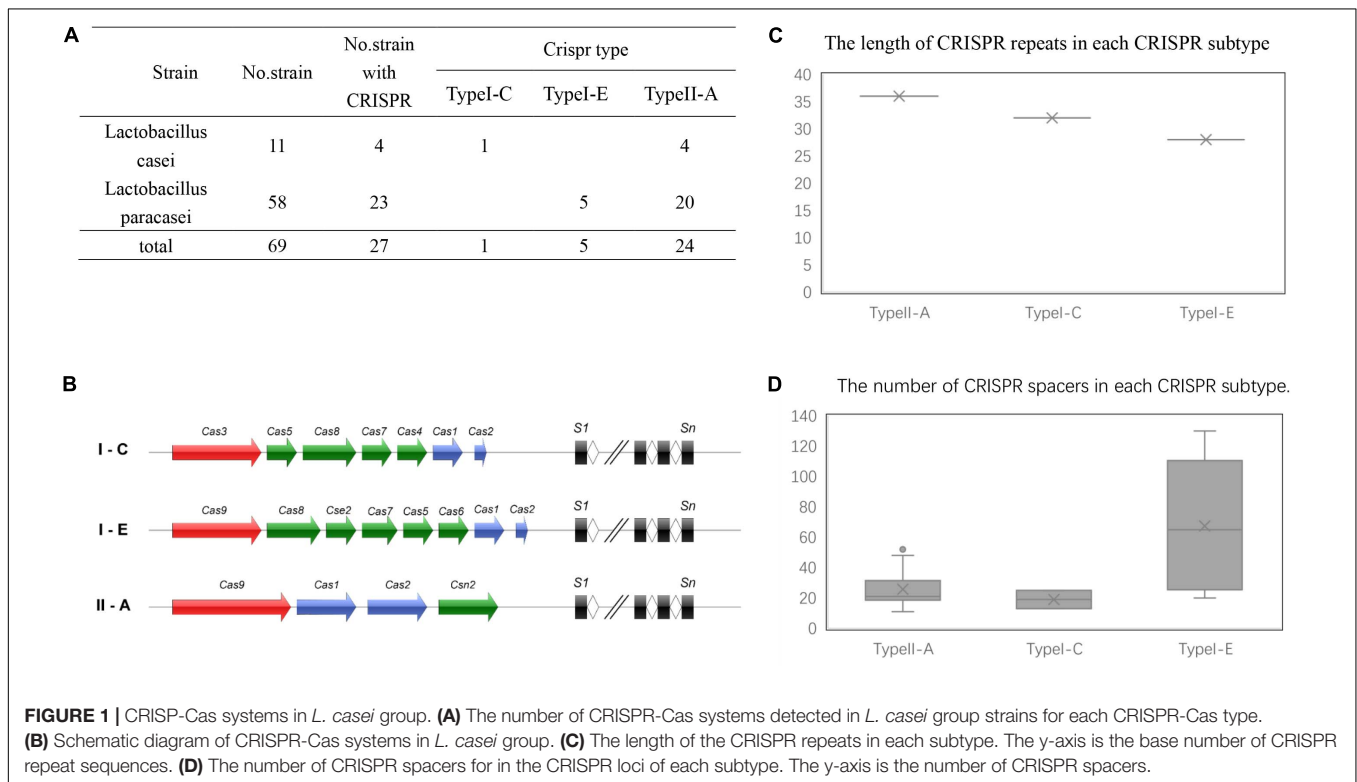 A
Strain No.strain No.strain with CRISPR Crispr type
TypeI-C TypeI-E TypeII-A
Lactobacillus casei 11 4 1 4
Lactobacillus paracasei 58 23 5 20
total 69 27 1 5 24
C
The length of CRISPR repeats in each CRISPR subtype
40
35
30
25
20
15
10
5
0
TypeII-A TypeI-C TypeI-E
B
I - C Cas3 Cas5 Cas8 Cas7 Cas4 Cas1 Cas2 S1 Sn
I - E Cas9 Cas8 Cse2 Cas7 Cas5 Cas6 Cas1 Cas2 S1 Sn
II - A Cas9 Cas1 Cas2 Csn2 S1 Sn
D
The number of CRISPR spacers in each CRISPR subtype.
140
120
100
80
60
40
20
0
TypeII-A TypeI-C TypeI-E
FIGURE 1 | CRISP-Cas systems in L. casei group. (A) The number of CRISPR-Cas systems detected in L. casei group strains for each CRISPR-Cas type.
(B) Schematic diagram of CRISPR-Cas systems in L. casei group. (C) The length of the CRISPR repeats in each subtype. The y-axis is the base number of CRISPR
repeat sequences. (D) The number of CRISPR spacers for in the CRISPR loci of each subtype. The y-axis is the number of CRISPR spacers.